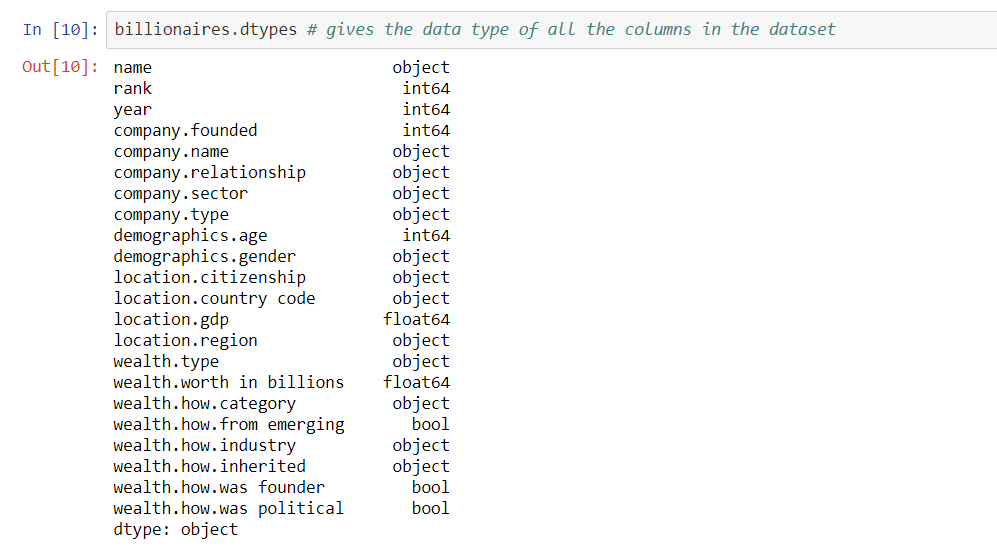 In [10]: billionaires.dtypes # gives the data type of all the columns in the dataset
Out[10]: name object
rank int64
year int64
company.founded int64
company.name object
company.relationship object
company.sector object
company.type object
demographics.age int64
demographics.gender object
location.citizenship object
location.country code object
location.gdp float64
location.region object
wealth.type object
wealth.worth in billions float64
wealth.how.category object
wealth.how.from emerging bool
wealth.how.industry object
wealth.how.inherited object
wealth.how.was founder bool
wealth.how.was political bool
dtype: object